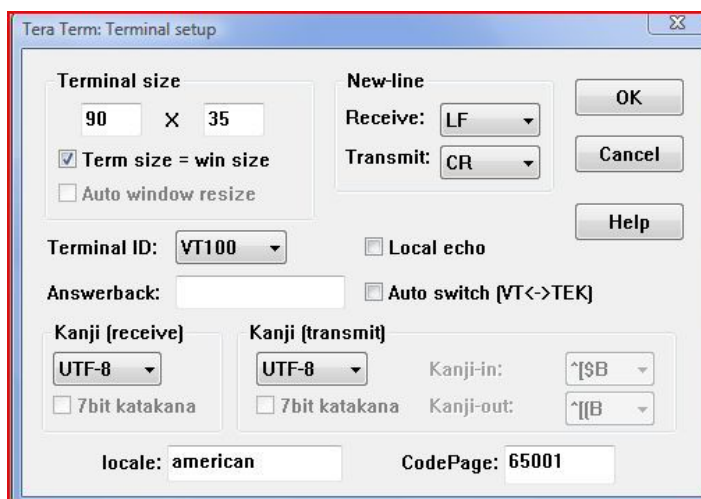 Tera Term: Terminal setup
Terminal size
90 X 35
Term size = win size
Auto window resize
New-line
Receive: LF
Transmit: CR
OK
Cancel
Help
Terminal ID: VT100
Local echo
Answerback:
Auto switch (VT<->TEK)
Kanji (receive)
UTF-8
7bit katakana
Kanji (transmit)
UTF-8
Kanji-in: ^[$B
7bit katakana
Kanji-out: ^[(B
locale: american
CodePage: 65001